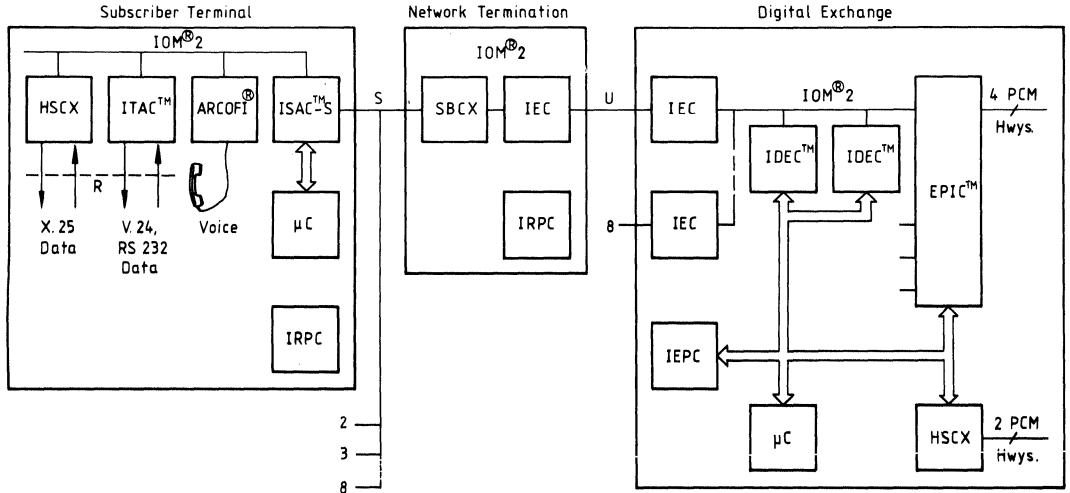 Subscriber Terminal
IOM®2
HSCX
ITAC™
ARCOFI®
ISAC™-S
R
X.25
Data
V.24,
RS 232
Data
Voice
µC
IRPC
S
2
3
8
Network Termination
IOM®2
SBCX
IEC
IRPC
U
Digital Exchange
IEC
IOM®2
IDEC™
IDEC™
EPIC™
4 PCM
Hwys.
8
IEC
IEPC
µC
HSCX
2 PCM
Hwys.